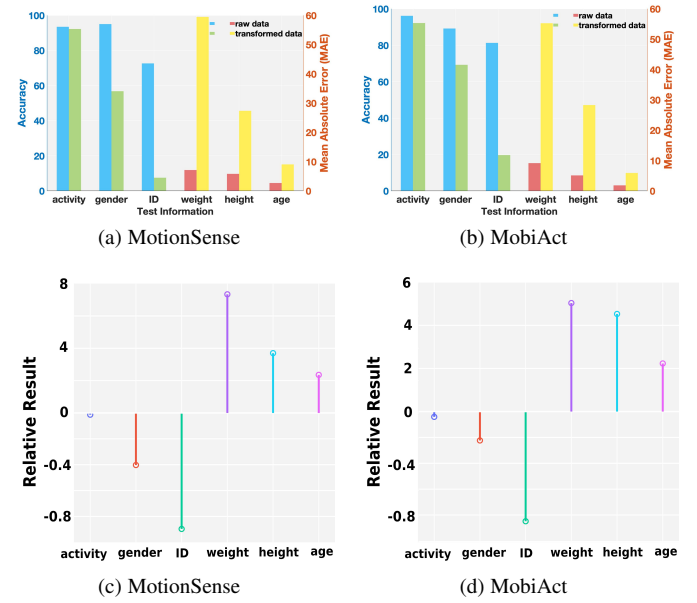 100
80
60
40
20
0
Accuracy
raw data
transformed data
60
50
40
30
20
10
0
Mean Absolute Error (MAE)
activity gender ID weight height age
Test Information
(a) MotionSense
100
80
60
40
20
0
Accuracy
raw data
transformed data
60
50
40
30
20
10
0
Mean Absolute Error (MAE)
activity gender ID weight height age
Test Information
(b) MobiAct
8
4
0
-0.4
-0.8
Relative Result
activity gender ID weight height age
(c) MotionSense
6
4
2
0
-0.4
-0.8
Relative Result
activity gender ID weight height age
(d) MobiAct